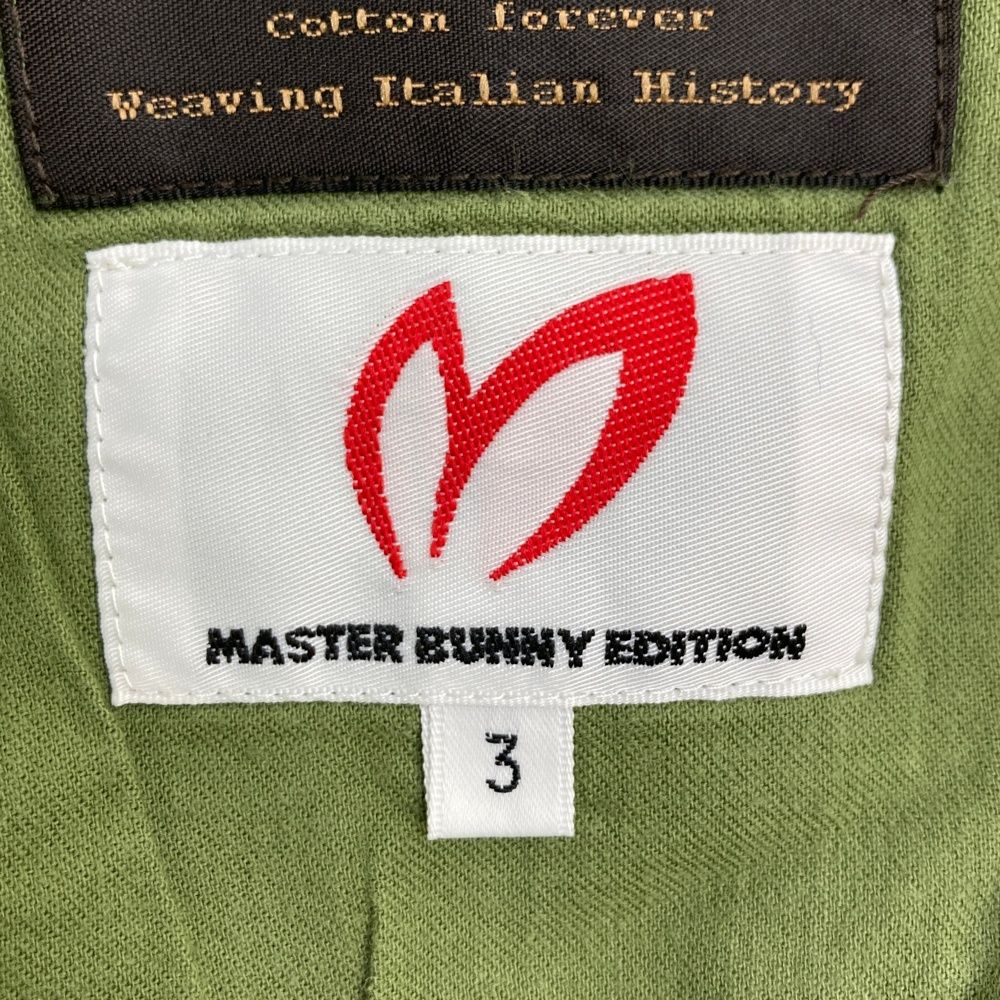 Cotton forever
Weaving Italian History
MASTER BUNNY EDITION
3